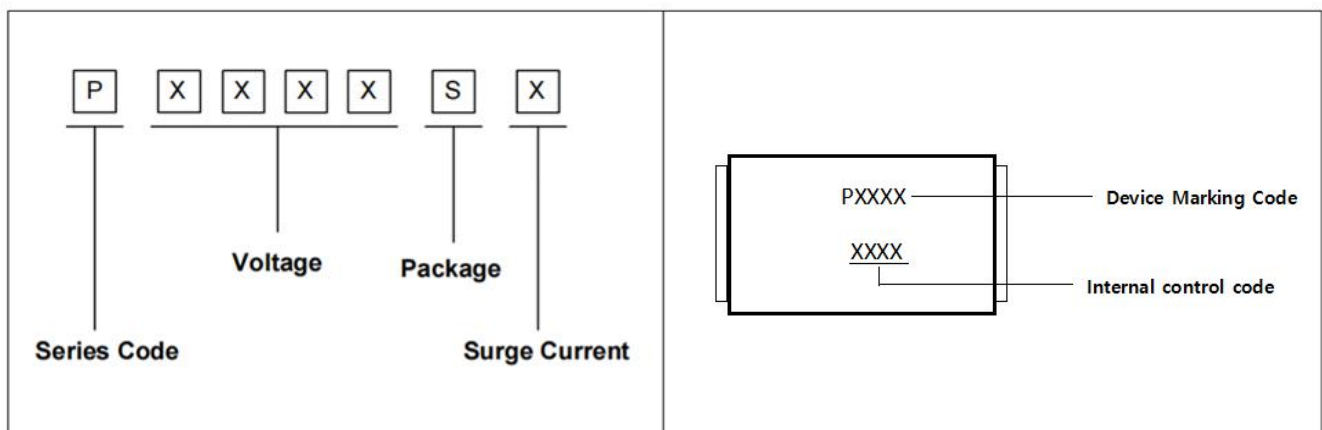 P X X X X S X
Voltage
Package
Series Code
Surge Current
PXXXX
Device Marking Code
XXXX
Internal control code